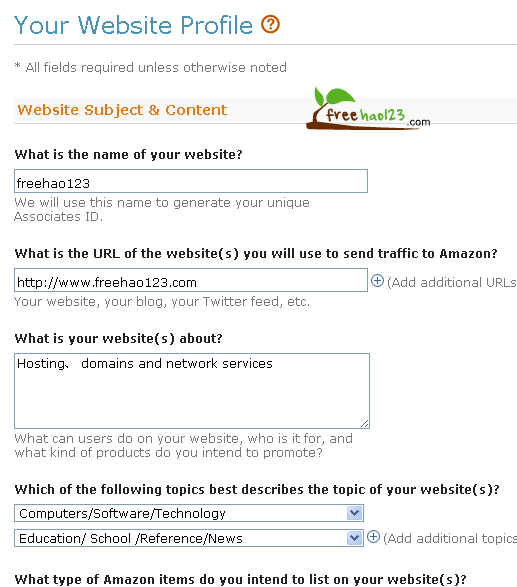 Your Website Profile ?
* All fields required unless otherwise noted
Website Subject & Content
freehao123.com
What is the name of your website?
freehao123
We will use this name to generate your unique
Associates ID.
What is the URL of the website(s) you will use to send traffic to Amazon?
http://www.freehao123.com
(Add additional URLs
Your website, your blog, your Twitter feed, etc.
What is your website(s) about?
Hosting、 domains and network services
What can users do on your website, who is it for, and
what kind of products do you intend to promote?
Which of the following topics best describes the topic of your website(s)?
Computers/Software/Technology
Education/ School /Reference/News
(Add additional topics
What type of Amazon items do you intend to list on your website(s)?